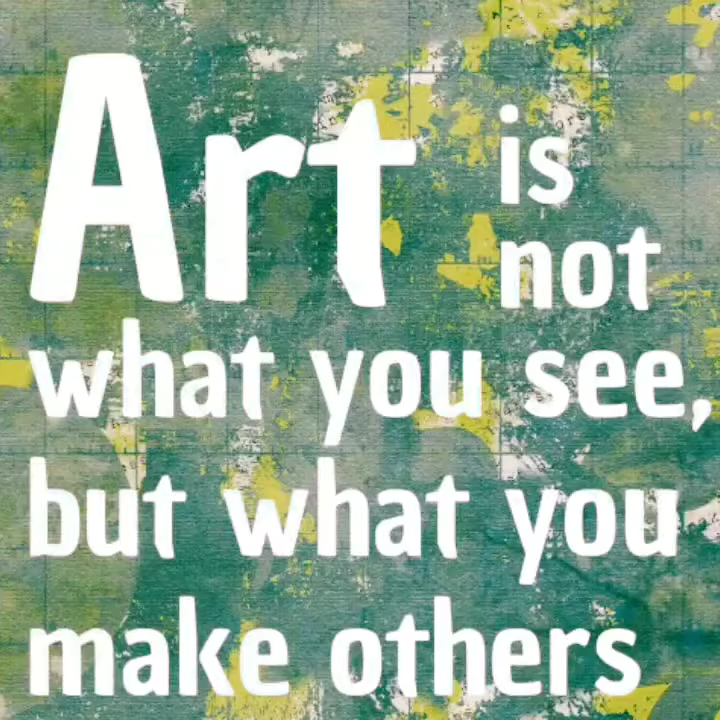 Art is
not
what you see,
but what you
make others